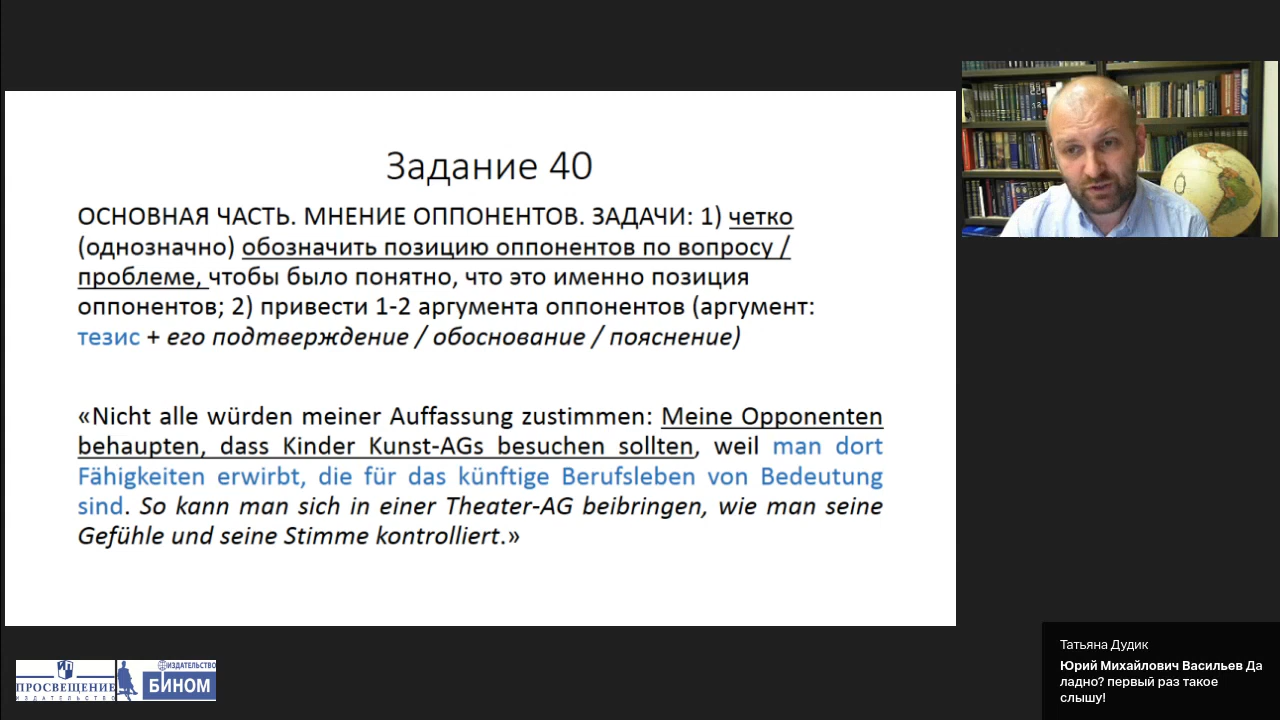 Задание 40
ОСНОВНАЯ ЧАСТЬ. МНЕНИЕ ОППОНЕНТОВ. ЗАДАЧИ: 1) четко
(однозначно) обозначить позицию оппонентов по вопросу /
проблеме, чтобы было понятно, что это именно позиция
оппонентов; 2) привести 1-2 аргумента оппонентов (аргумент:
тезис + его подтверждение / обоснование / пояснение)
«Nicht alle würden meiner Auffassung zustimmen: Meine Opponenten
behaupten, dass Kinder Kunst-AGs besuchen sollten, weil man dort
Fähigkeiten erwirbt, die für das künftige Berufsleben von Bedeutung
sind. So kann man sich in einer Theater-AG beibringen, wie man seine
Gefühle und seine Stimme kontrolliert.»
ПРОСВЕЩЕНИЕ
ИЗДАТЕЛЬСТВО
ИЗДАТЕЛЬСТВО
БИНОМ
Татьяна Дудик
Юрий Михайлович Васильев Да
ладно? первый раз такое
слышу!